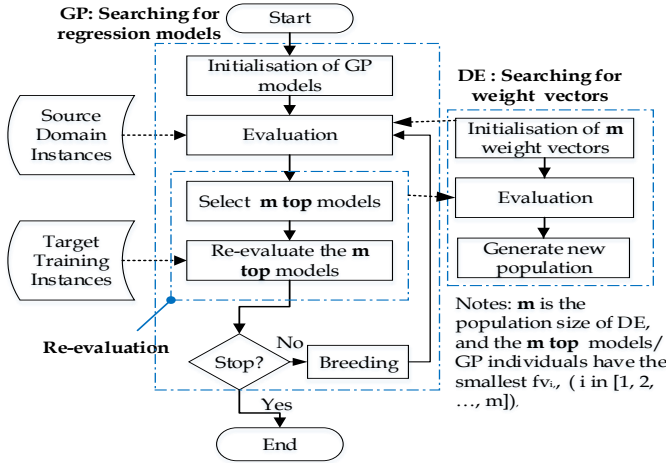 GP: Searching for
regression models
Start
Initialisation of GP
models
DE : Searching for
weight vectors
Source
Domain
Instances
Evaluation
Initialisation of m
weight vectors
Select m top models
Evaluation
Target
Training
Instances
Re-evaluate the m
top models
Generate new
population
Re-evaluation
Stop?
No
Breeding
Yes
End
Notes: m is the
population size of DE,
and the m top models/
GP individuals have the
smallest fvi,, ( i in [1, 2,
…, m]).